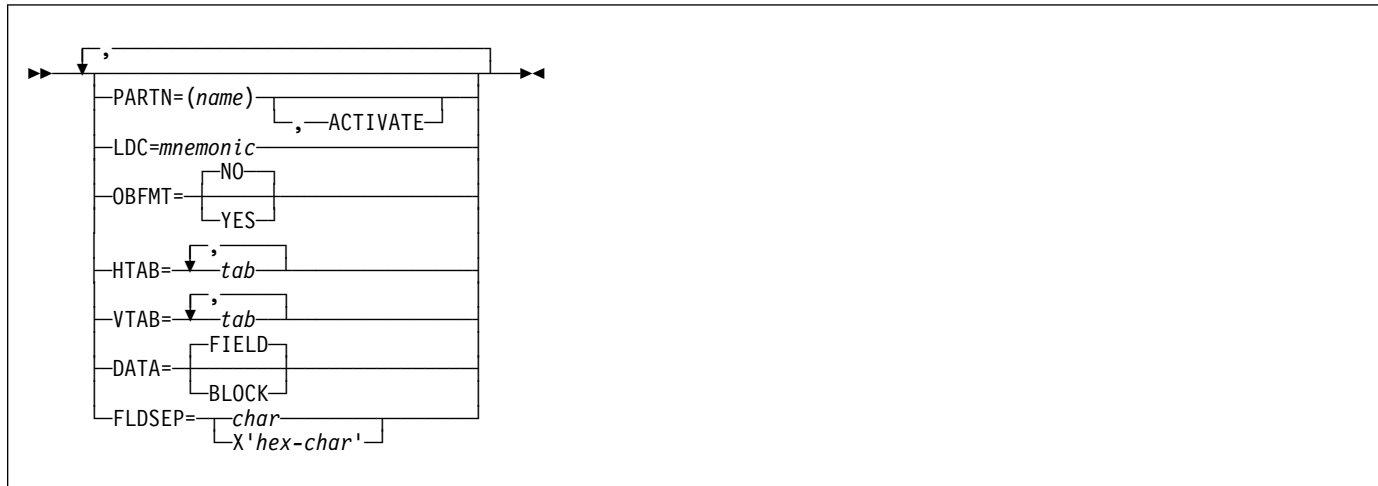 ,
PARTN=(name)
, ACTIVATE
LDC=mnemonic
NO
OBFMT=
YES
,
HTAB= tab
,
VTAB= tab
FIELD
DATA=
BLOCK
FLDSEP= char
X'hex-char'